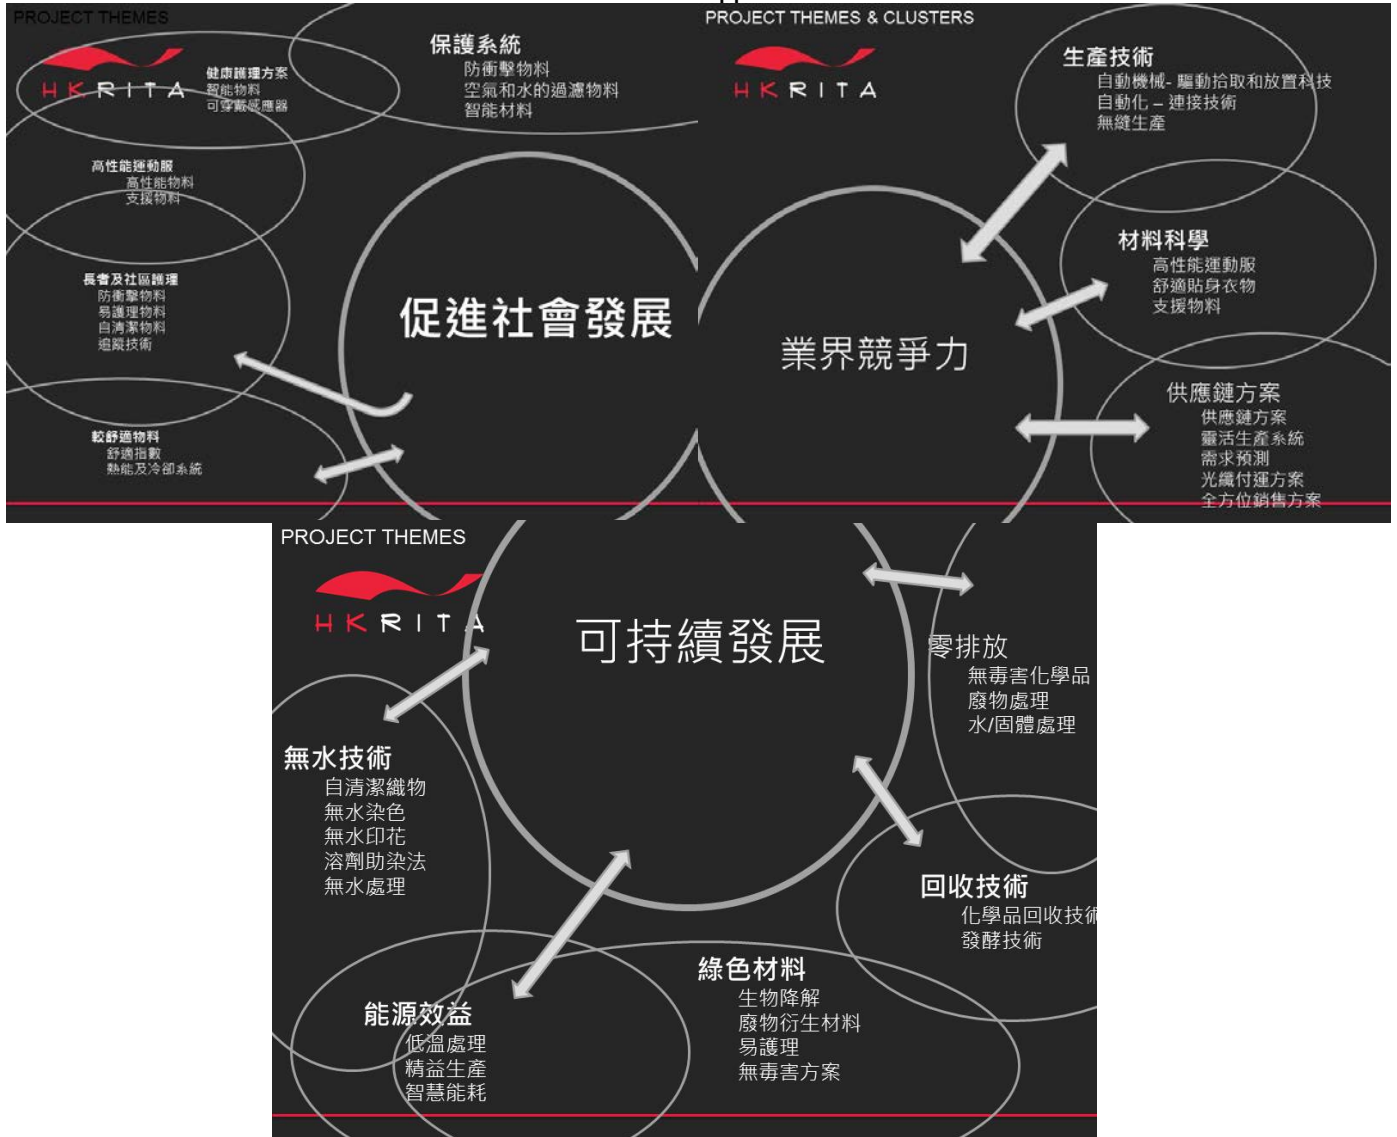 PROJECT THEMES
HKRITA
健康護理方案
智能物料
可穿戴感應器
保護系統
防衝擊物料
空氣和水的過濾物料
智能材料
高性能運動服
高性能物料
支援物料
長者及社區護理
防衝擊物料
易護理物料
自清潔物料
追蹤技術
較舒適物料
舒適指數
熱能及冷卻系統
促進社會發展
PROJECT THEMES & CLUSTERS
HKRITA
生產技術
自動機械- 驅動拾取和放置科技
自動化 – 連接技術
無縫生產
材料科學
高性能運動服
舒適貼身衣物
支援物料
業界競爭力
供應鏈方案
供應鏈方案
靈活生產系統
需求預測
光纖付運方案
全方位銷售方案
PROJECT THEMES
HKRITA
可持續發展
零排放
無毒害化學品
廢物處理
水/固體處理
無水技術
自清潔織物
無水染色
無水印花
溶劑助染法
無水處理
回收技術
化學品回收技術
發酵技術
綠色材料
生物降解
廢物衍生材料
易護理
無毒害方案
能源效益
低溫處理
精益生產
智慧能耗